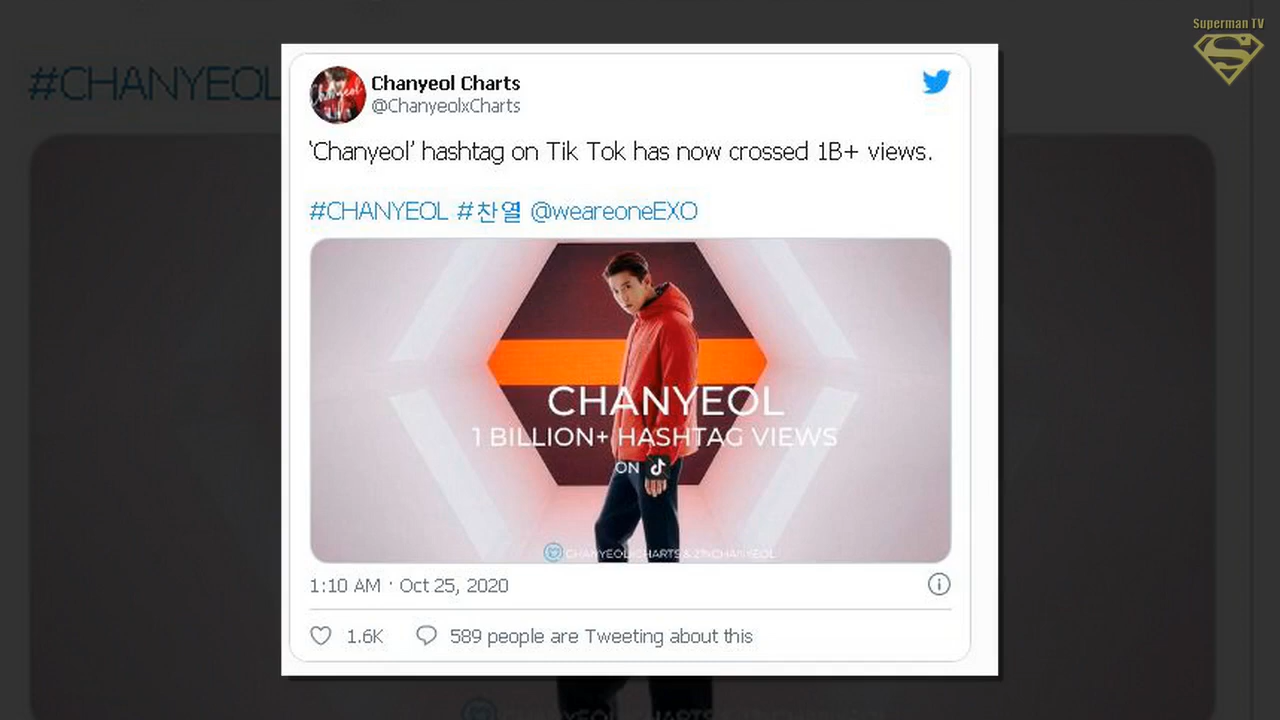 Superman TV
#CHANYEOL
Chanyeol Charts
@ChanyeolxCharts
‘Chanyeol’ hashtag on Tik Tok has now crossed 1B+ views.
#CHANYEOL #찬열 @weareoneEXO
CHANYEOL
1 BILLION+ HASHTAG VIEWS
ON
1:10 AM · Oct 25, 2020
1.6K 589 people are Tweeting about this